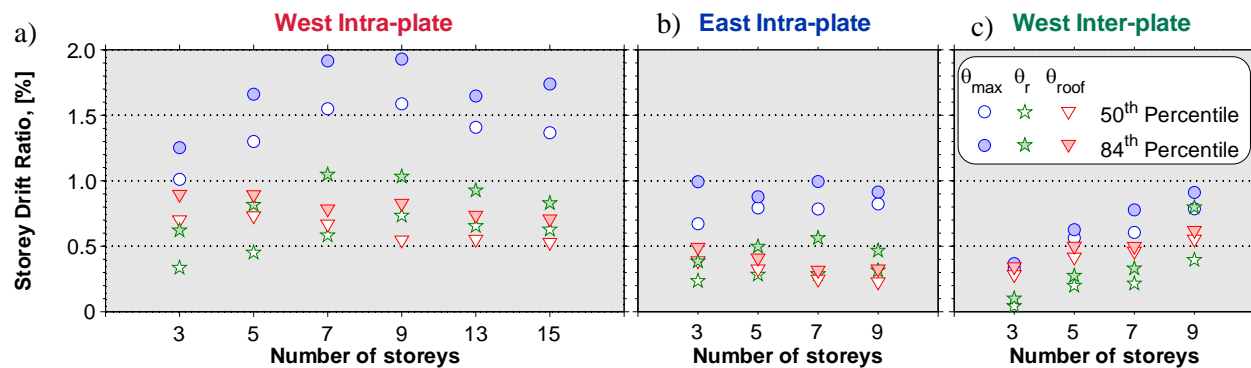 West Intra-plate
East Intra-plate
West Inter-plate
a)
b)
c)
Storey Drift Ratio, [%]
2.0
1.5
1.0
0.5
0
3 5 7 9 13 15
Number of storeys
3 5 7 9
Number of storeys
3 5 7 9
Number of storeys
θmax θr θroof
50th Percentile
84th Percentile